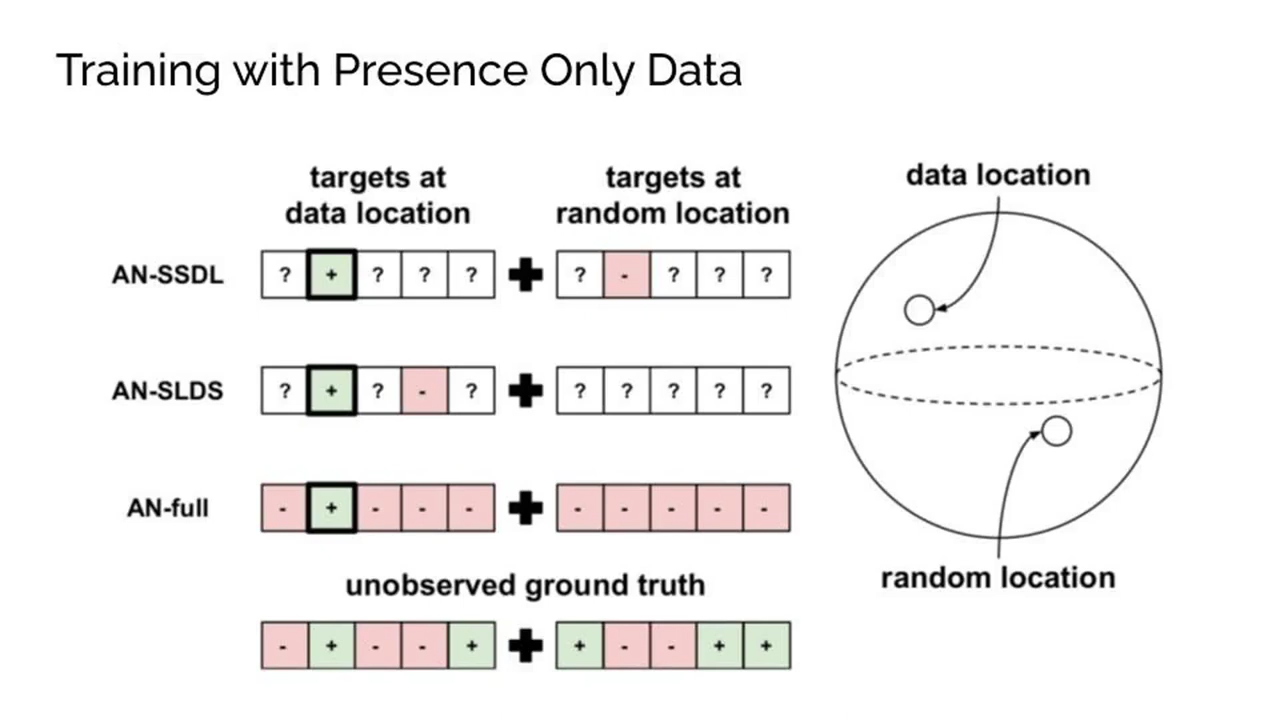 Training with Presence Only Data
targets at
data location
targets at
random location
data location
AN-SSDL
? + ? ? ? + ? - ? ? ?
AN-SLDS
? + ? - ? + ? ? ? ? ?
AN-full
- + - - - + - - - - -
random location
unobserved ground truth
- + - - + + + - - + +